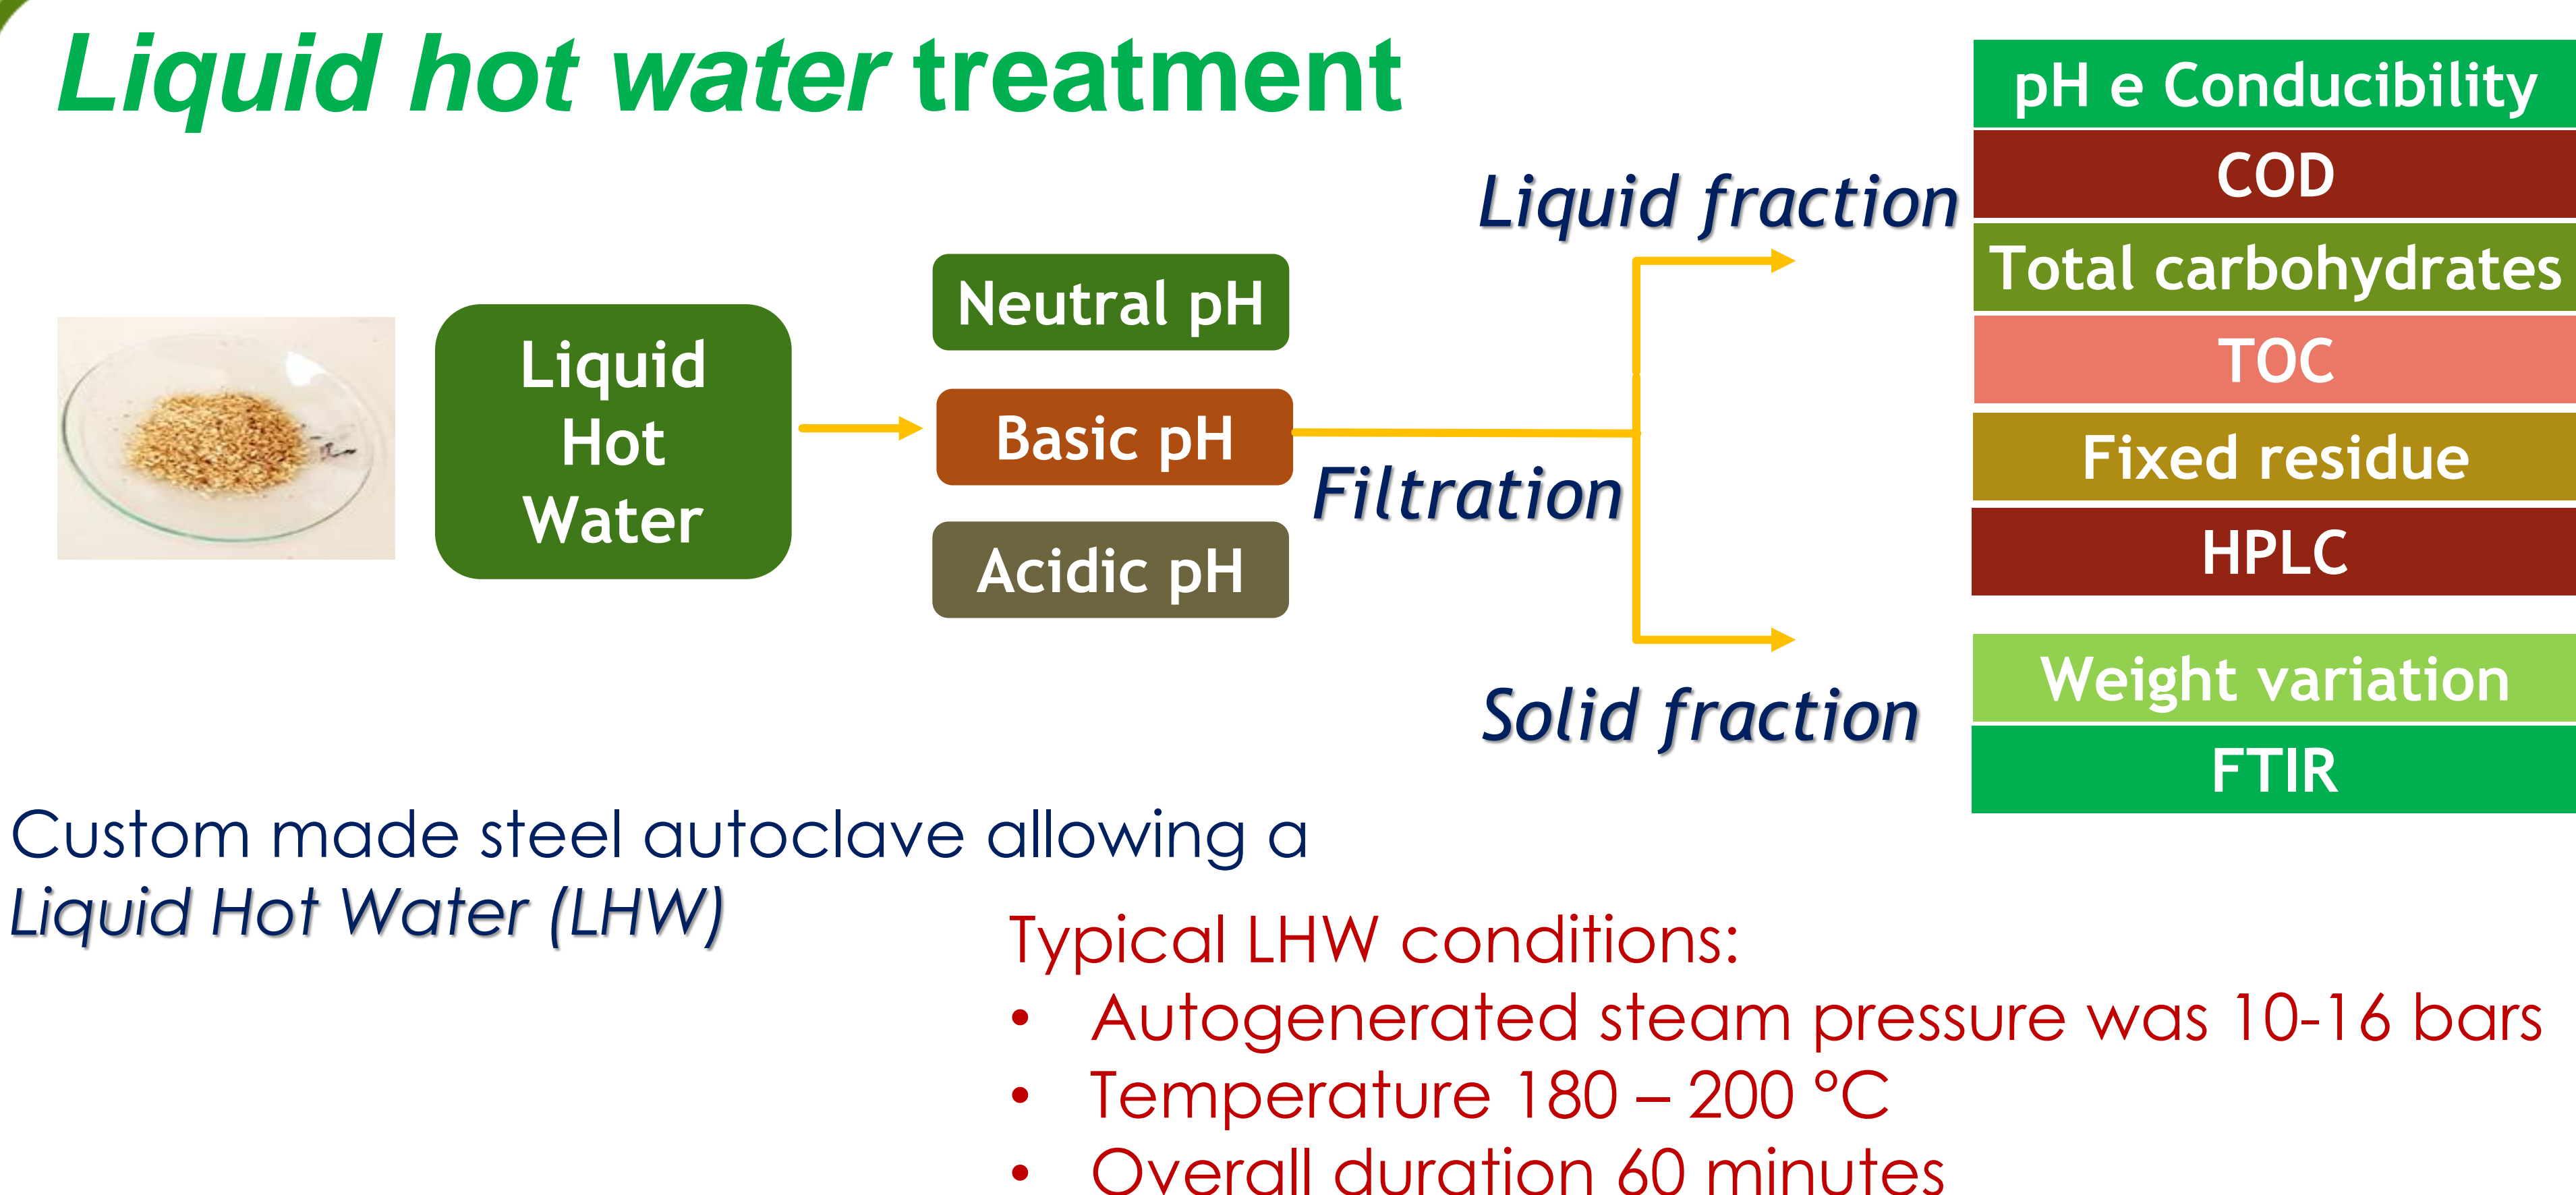 Liquid hot water treatment
Liquid
Hot
Water
Neutral pH
Basic pH
Acidic pH
Filtration
Liquid fraction
Solid fraction
pH e Conducibility
COD
Total carbohydrates
TOC
Fixed residue
HPLC
Weight variation
FTIR
Custom made steel autoclave allowing a
Liquid Hot Water (LHW)
Typical LHW conditions:
• Autogenerated steam pressure was 10-16 bars
• Temperature 180 – 200 °C
• Overall duration 60 minutes